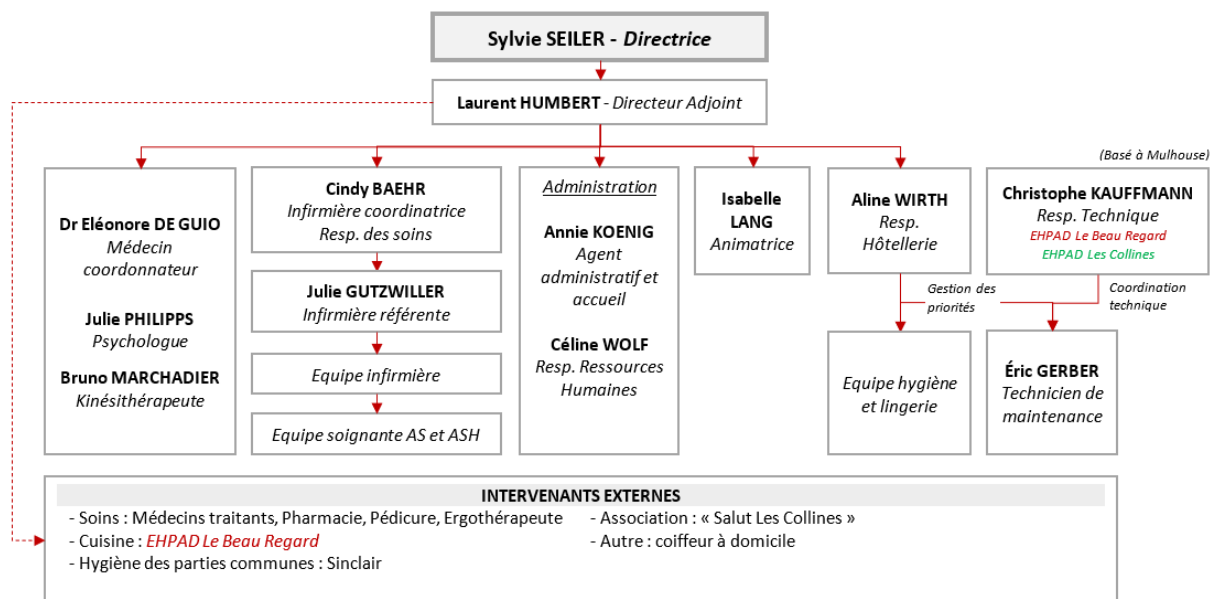 Sylvie SEILER - Directrice
Laurent HUMBERT - Directeur Adjoint
Dr Eléonore DE GUIO
Médecin
coordonnateur
Julie PHILIPPS
Psychologue
Bruno MARCHADIER
Kinésithérapeute
Cindy BAEHR
Infirmière coordinatrice
Resp. des soins
Julie GUTZWILLER
Infirmière référente
Equipe infirmière
Equipe soignante AS et ASH
Administration
Annie KOENIG
Agent
administratif et
accueil
Céline WOLF
Resp. Ressources
Humaines
Isabelle
LANG
Animatrice
Aline WIRTH
Resp.
Hôtellerie
(Basé à Mulhouse)
Christophe KAUFFMANN
Resp. Technique
EHPAD Le Beau Regard
EHPAD Les Collines
Gestion des
priorités
Coordination
technique
Equipe hygiène
et lingerie
Éric GERBER
Technicien de
maintenance
INTERVENANTS EXTERNES
- Soins : Médecins traitants, Pharmacie, Pédicure, Ergothérapeute
- Cuisine : EHPAD Le Beau Regard
- Hygiène des parties communes : Sinclair
- Association : « Salut Les Collines »
- Autre : coiffeur à domicile